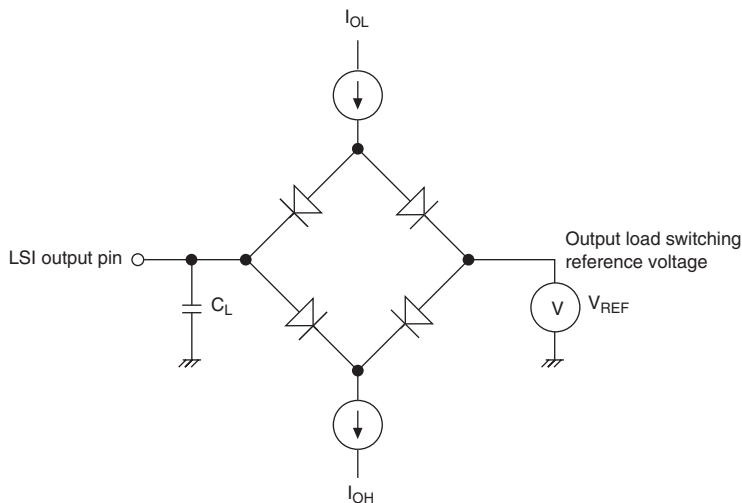 I_OL
LSI output pin
C_L
Output load switching
reference voltage
V
V_REF
I_OH